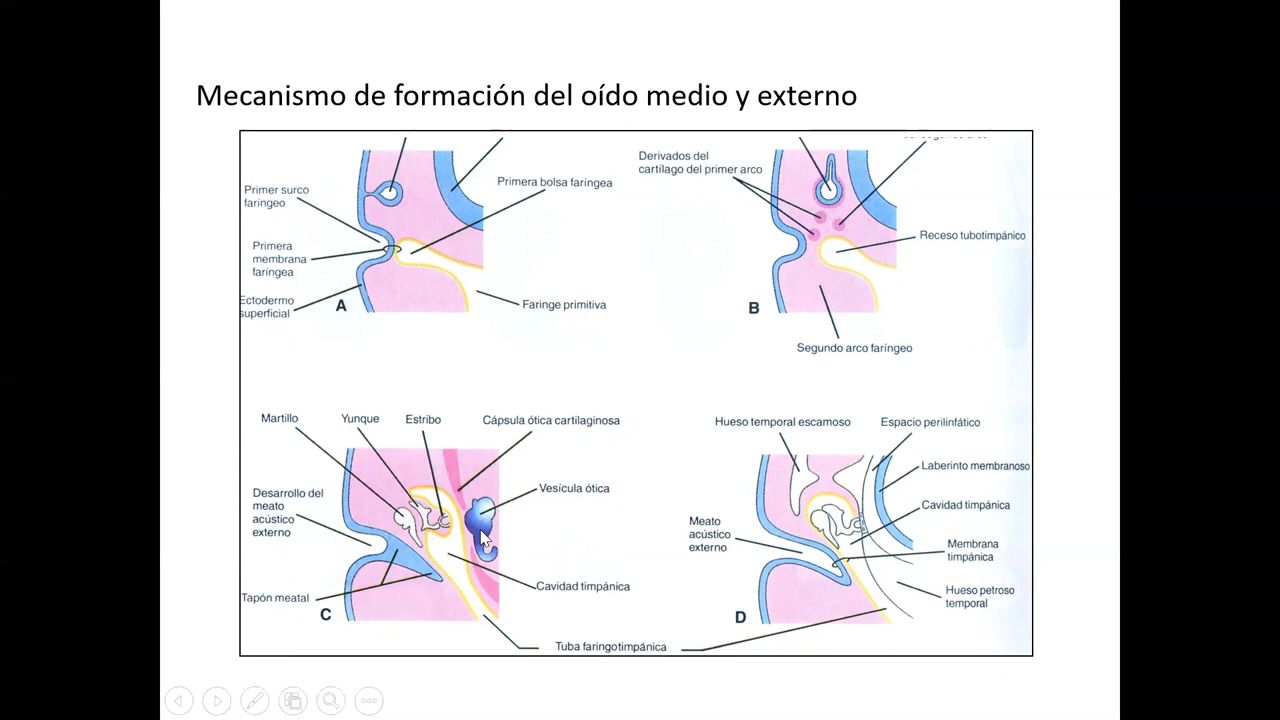 Mecanismo de formación del oído medio y externo
Primer surco
faríngeo
Primera bolsa faríngea
Primera
membrana
faríngea
Ectodermo
superficial
A
Faringe primitiva
Derivados del
cartílago del primer arco
Receso tubotimpánico
B
Segundo arco faríngeo
Martillo
Yunque
Estribo
Cápsula ótica cartilaginosa
Vesícula ótica
Desarrollo del
meato
acústico
externo
Cavidad timpánica
Tapón meatal
C
Hueso temporal escamoso
Espacio perilinfático
Laberinto membranoso
Cavidad timpánica
Meato
acústico
externo
Membrana
timpánica
Hueso petroso
temporal
D
Tuba faringotimpánica